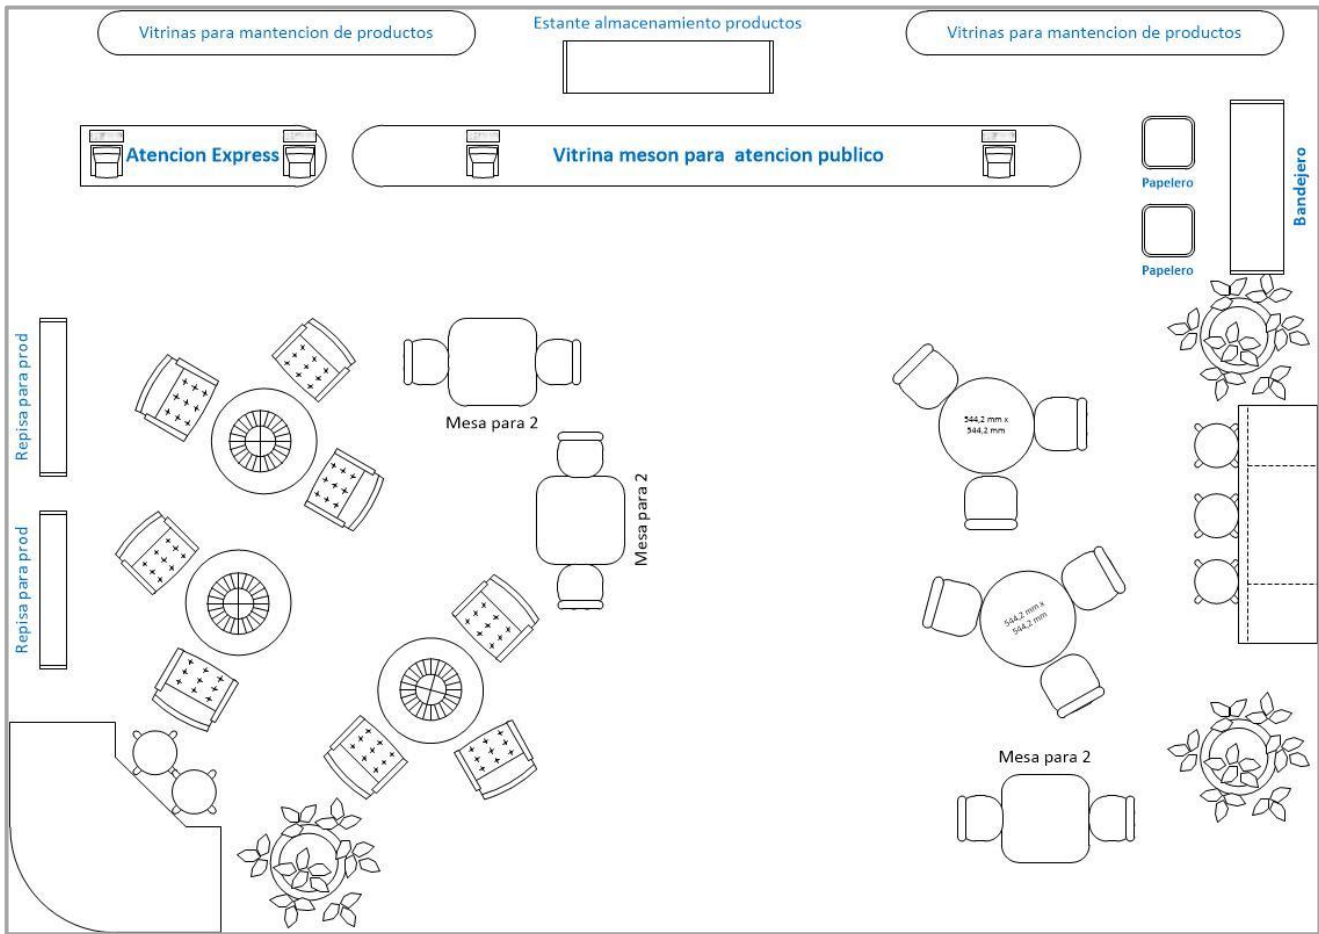 Vitrinas para mantencion de productos
Estante almacenamiento productos
Vitrinas para mantencion de productos
Atencion Express
Vitrina meson para atencion publico
Papelero
Papelero
Bandejero
Repisa para prod
Repisa para prod
Mesa para 2
Mesa para 2
544,2 mm x
544,2 mm
544,2 mm x
544,2 mm
Mesa para 2